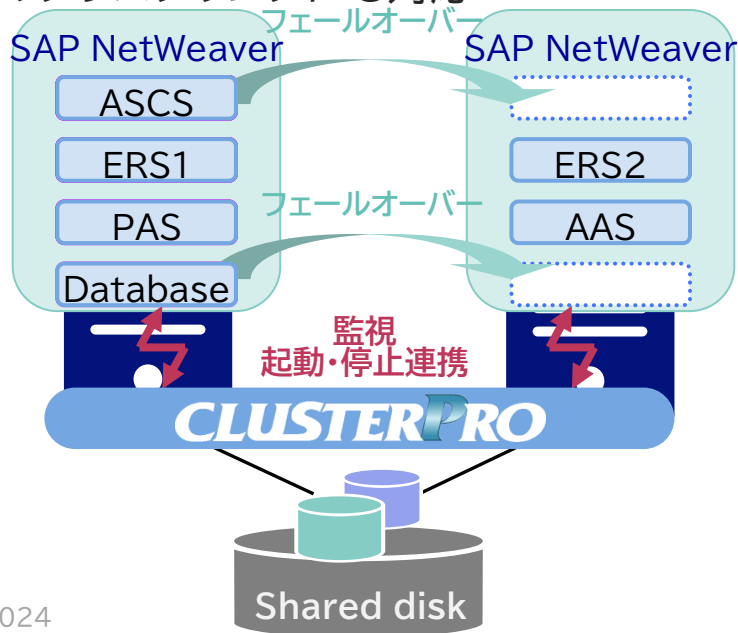 フェールオーバー
SAP NetWeaver
SAP NetWeaver
ASCS
ERS1
ERS2
フェールオーバー
PAS
AAS
Database
監視
起動・停止連携
CLUSTERPRO
Shared disk
024